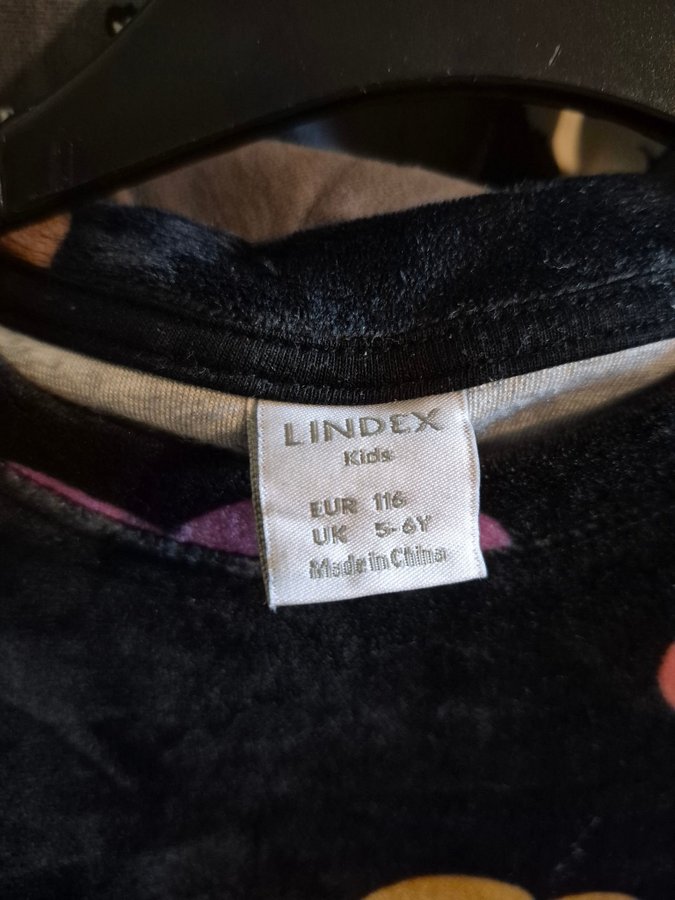 LINDEX
Kids
EUR 116
UK 5-6Y
Made in China